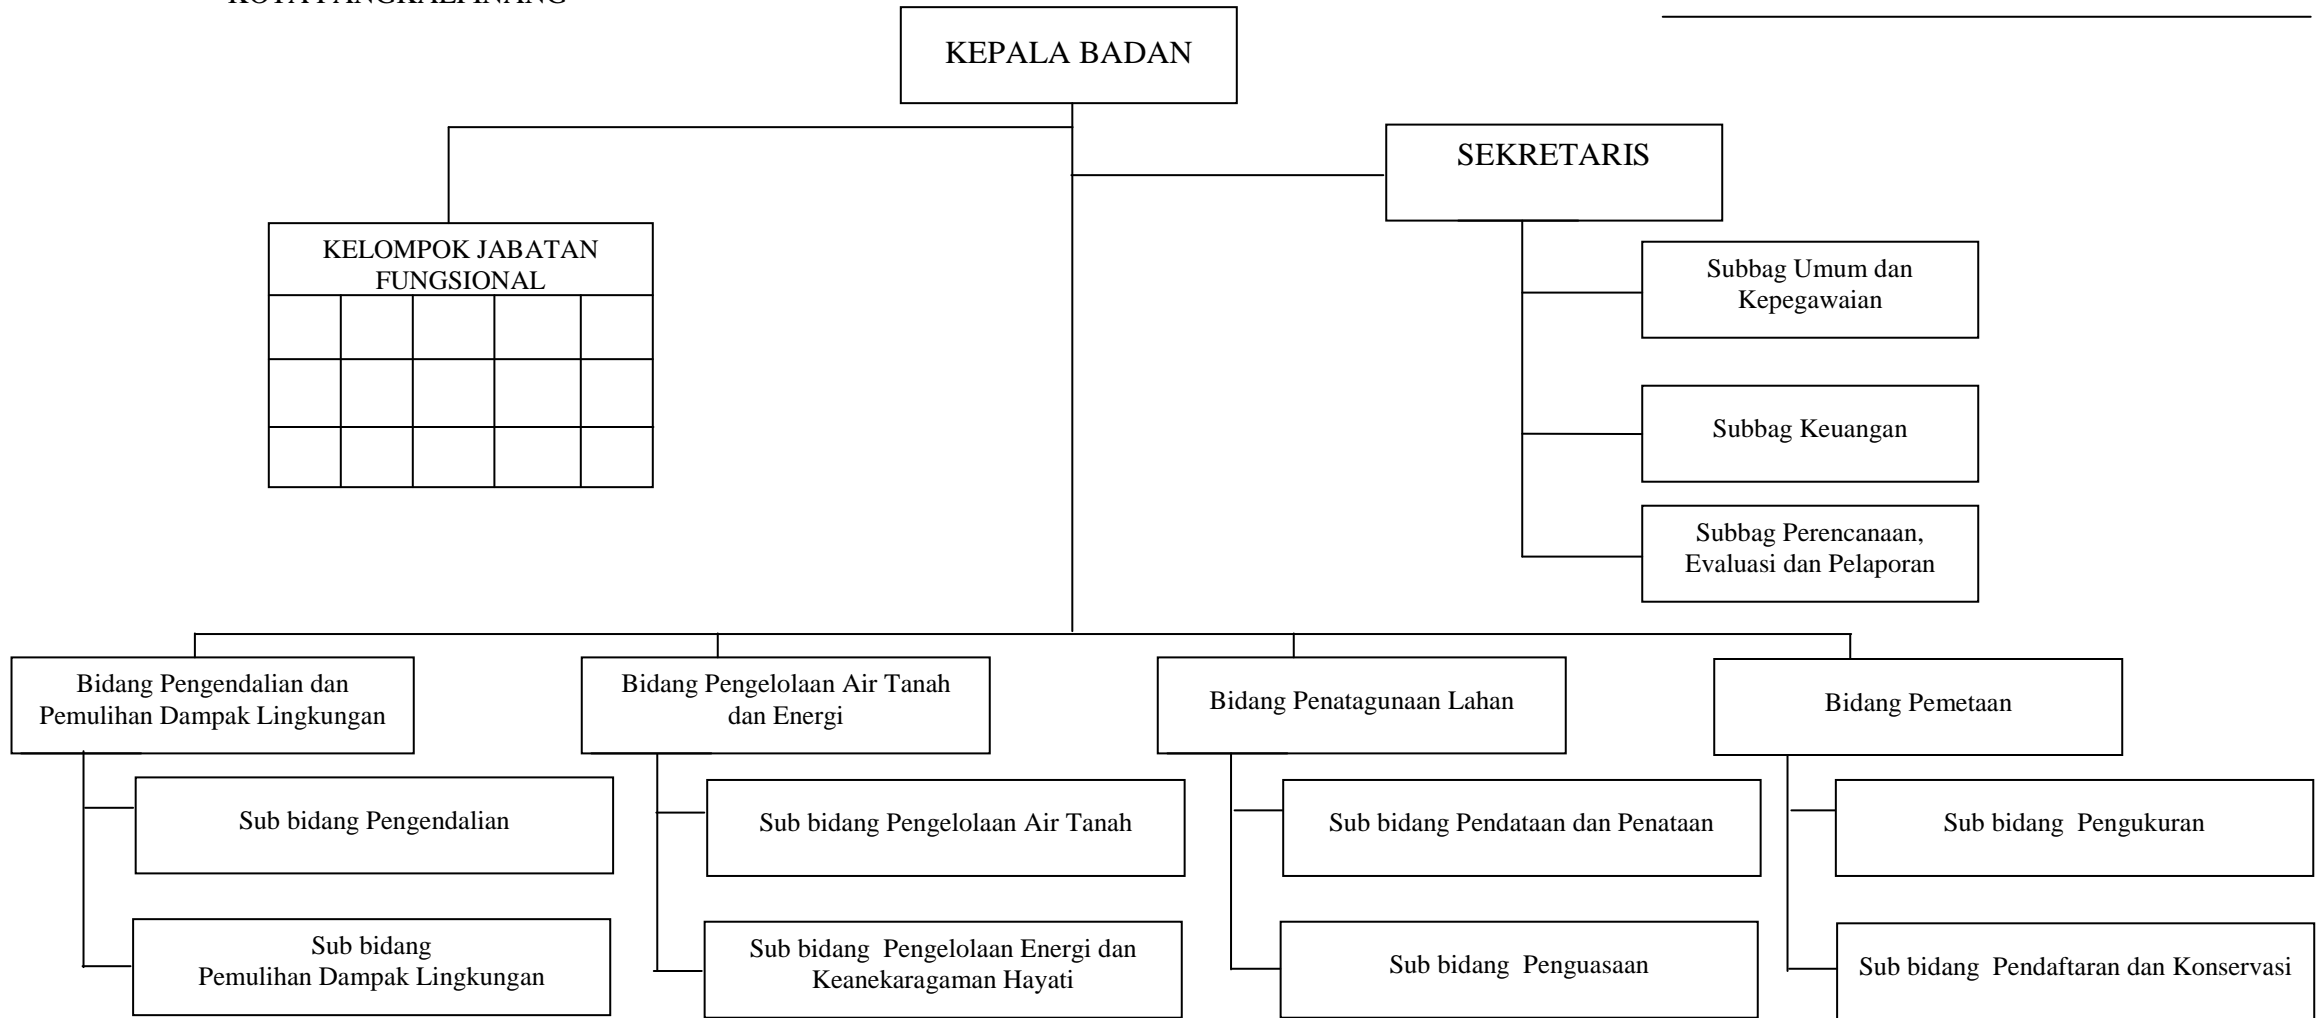 KOTA PANGKALPINANG
KEPALA BADAN
SEKRETARIS
KELOMPOK JABATAN
FUNGSIONAL
Subbag Umum dan
Kepegawaian
Subbag Keuangan
Subbag Perencanaan,
Evaluasi dan Pelaporan
Bidang Pengendalian dan
Pemulihan Dampak Lingkungan
Bidang Pengelolaan Air Tanah
dan Energi
Bidang Penatagunaan Lahan
Bidang Pemetaan
Sub bidang Pengendalian
Sub bidang Pengelolaan Air Tanah
Sub bidang Pendataan dan Penataan
Sub bidang  Pengukuran
Sub bidang
Pemulihan Dampak Lingkungan
Sub bidang  Pengelolaan Energi dan
Keanekaragaman Hayati
Sub bidang  Penguasaan
Sub bidang  Pendaftaran dan Konservasi